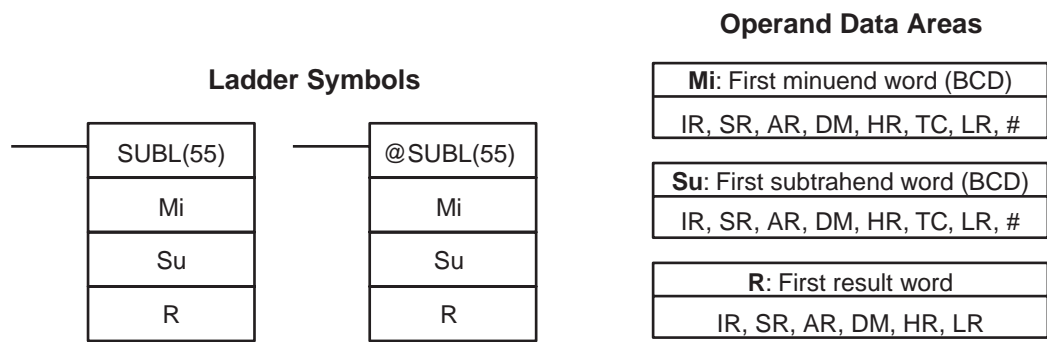 Ladder Symbols
SUBL(55)
Mi
Su
R
@SUBL(55)
Mi
Su
R
Operand Data Areas
Mi: First minuend word (BCD)
IR, SR, AR, DM, HR, TC, LR, #
Su: First subtrahend word (BCD)
IR, SR, AR, DM, HR, TC, LR, #
R: First result word
IR, SR, AR, DM, HR, LR